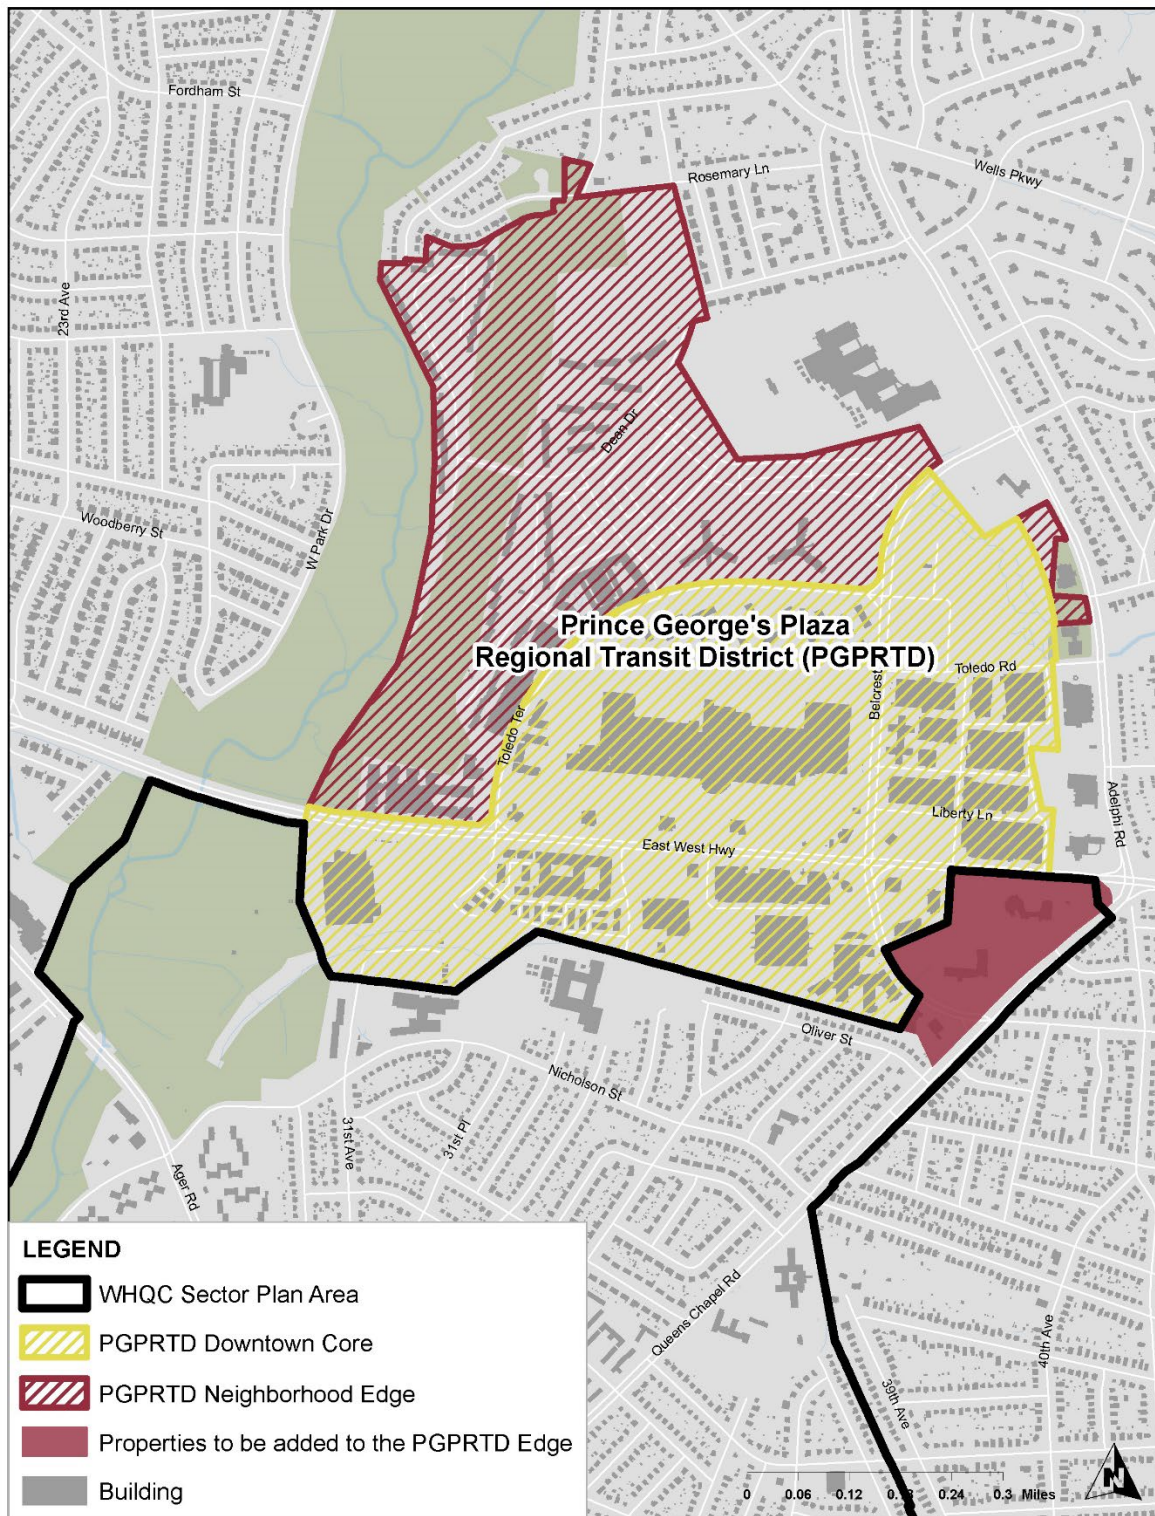 Fordham St
Rosemary Ln
Wells Pkwy
23rd Ave
Dean Dr
Woodberry St
W Park Dr
Prince George's Plaza
Regional Transit District (PGPRTD)
Toledo Rd
Belcrest
Toledo Ter
Liberty Ln
Adelphi Rd
East West Hwy
Oliver St
Nicholson St
31st Ave
31st Pl
Ager Rd
Queens Chapel Rd
40th Ave
39th Ave
LEGEND
WHQC Sector Plan Area
PGPRTD Downtown Core
PGPRTD Neighborhood Edge
Properties to be added to the PGPRTD Edge
Building
0 0.06 0.12 0.18 0.24 0.3 Miles
N